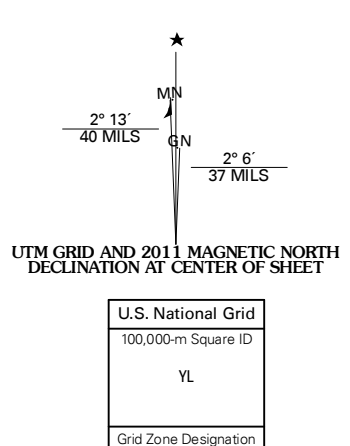 ★
MN
2° 13´
40 MILS
GN
2° 6´
37 MILS
UTM GRID AND 2011 MAGNETIC NORTH
DECLINATION AT CENTER OF SHEET
U.S. National Grid
100,000-m Square ID
YL
Grid Zone Designation